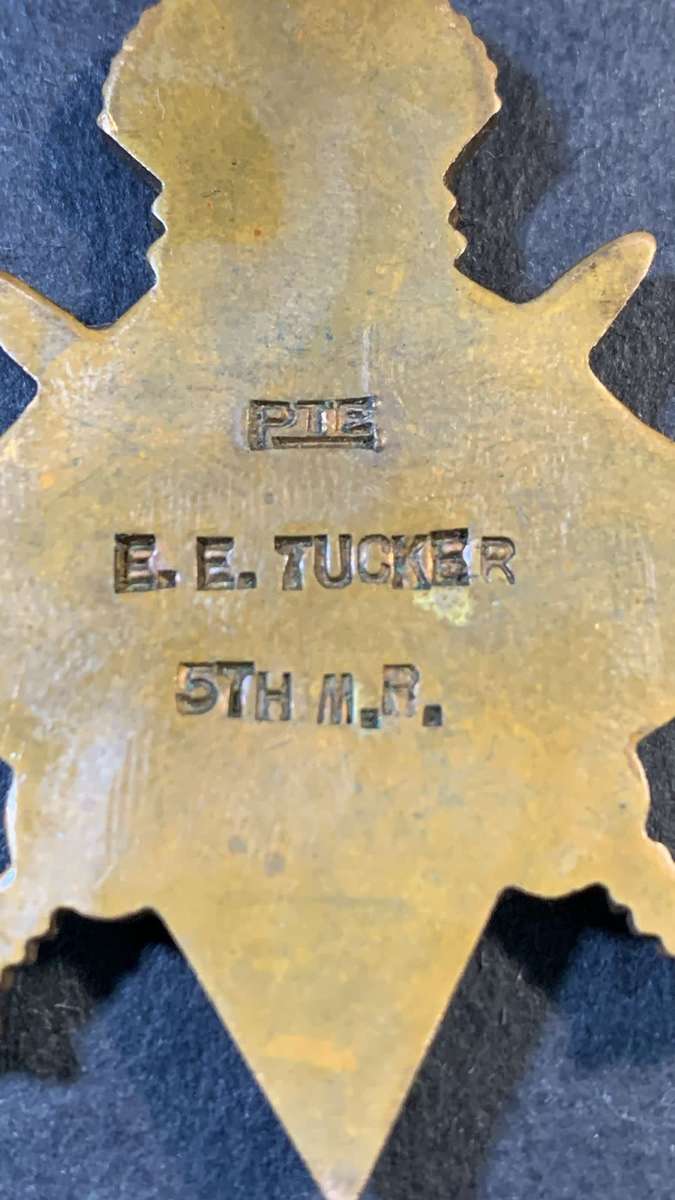 PTE
E. E. TUCKER
5TH M.R.